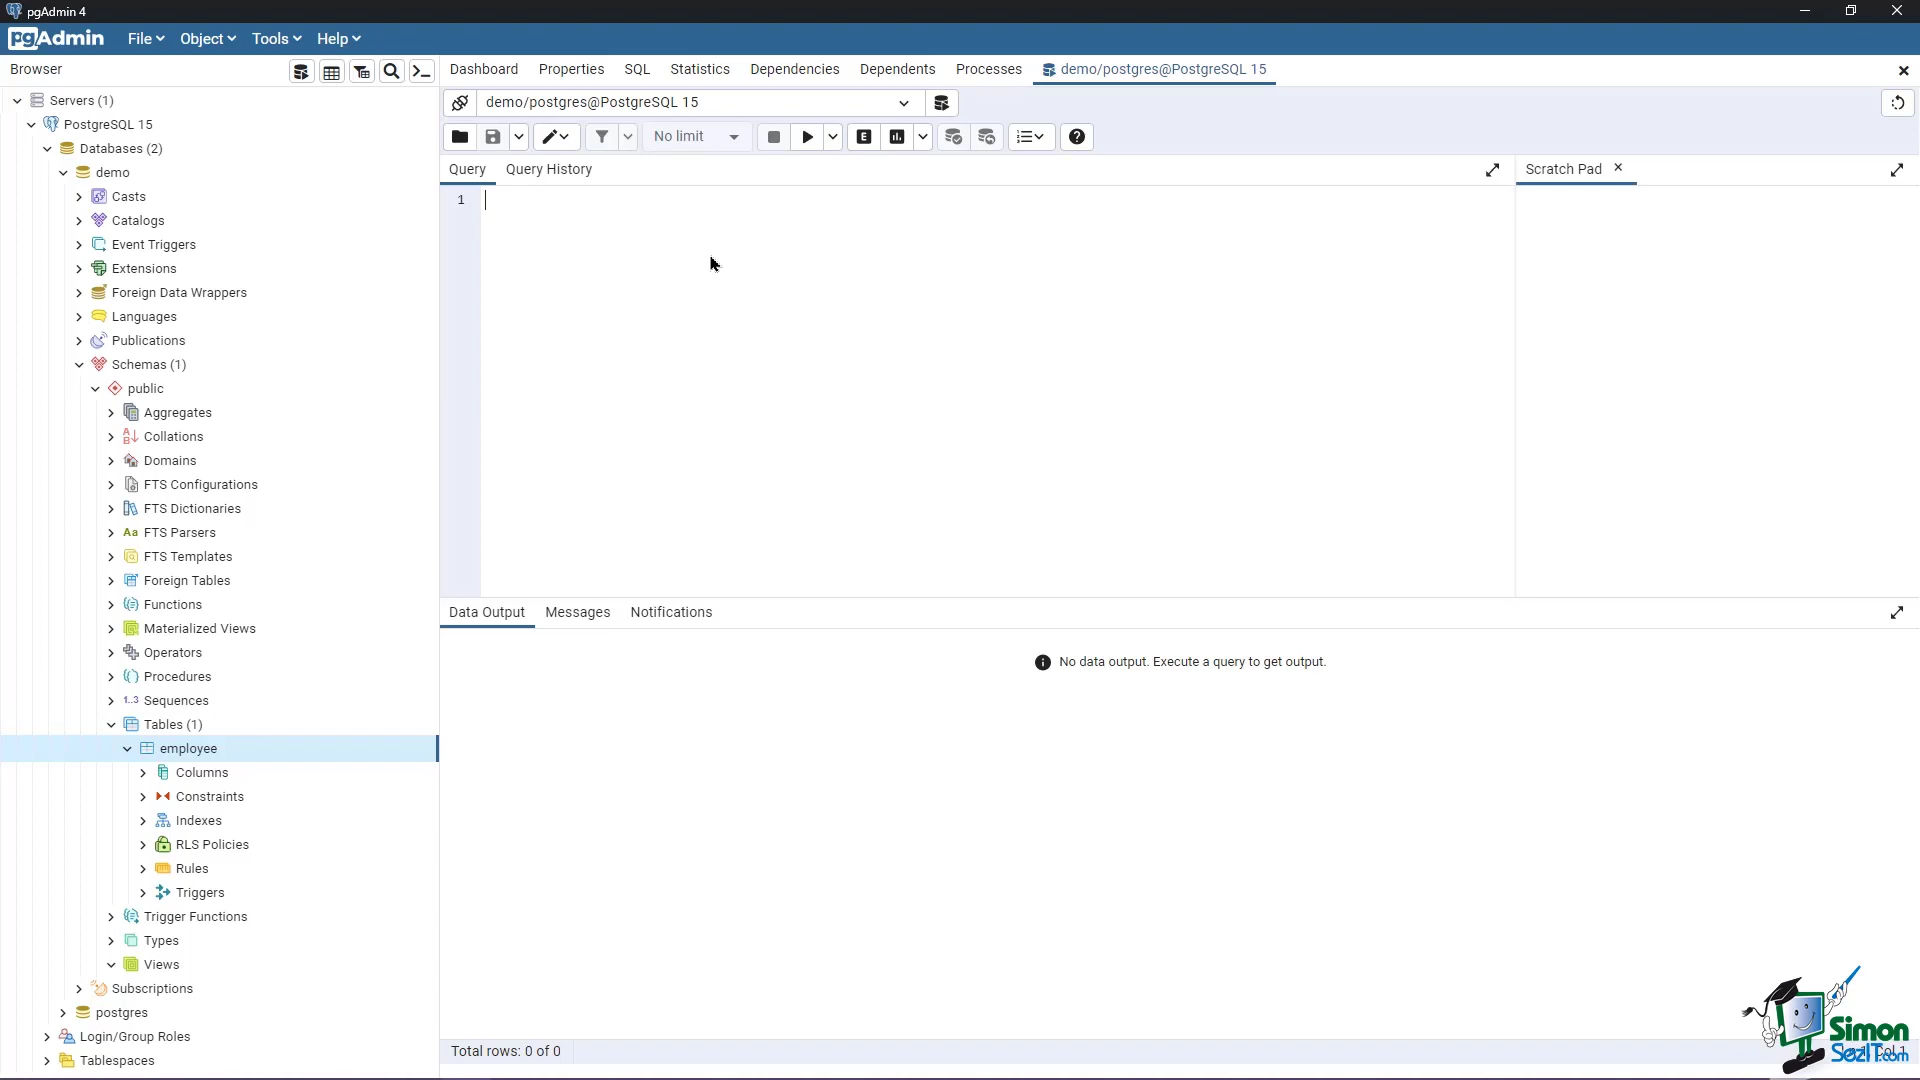 pgAdmin 4
pgAdmin File Object Tools Help
Browser
Dashboard Properties SQL Statistics Dependencies Dependents Processes demo/postgres@PostgreSQL 15
demo/postgres@PostgreSQL 15
No limit
Query Query History
Scratch Pad
1
Servers (1)
PostgreSQL 15
Databases (2)
demo
Casts
Catalogs
Event Triggers
Extensions
Foreign Data Wrappers
Languages
Publications
Schemas (1)
public
Aggregates
Collations
Domains
FTS Configurations
FTS Dictionaries
Aa FTS Parsers
FTS Templates
Foreign Tables
Functions
Materialized Views
Operators
Procedures
1..3 Sequences
Tables (1)
employee
Columns
Constraints
Indexes
RLS Policies
Rules
Triggers
Trigger Functions
Types
Views
Subscriptions
postgres
Login/Group Roles
Tablespaces
Data Output Messages Notifications
No data output. Execute a query to get output.
Total rows: 0 of 0
Simon
SezIT.com